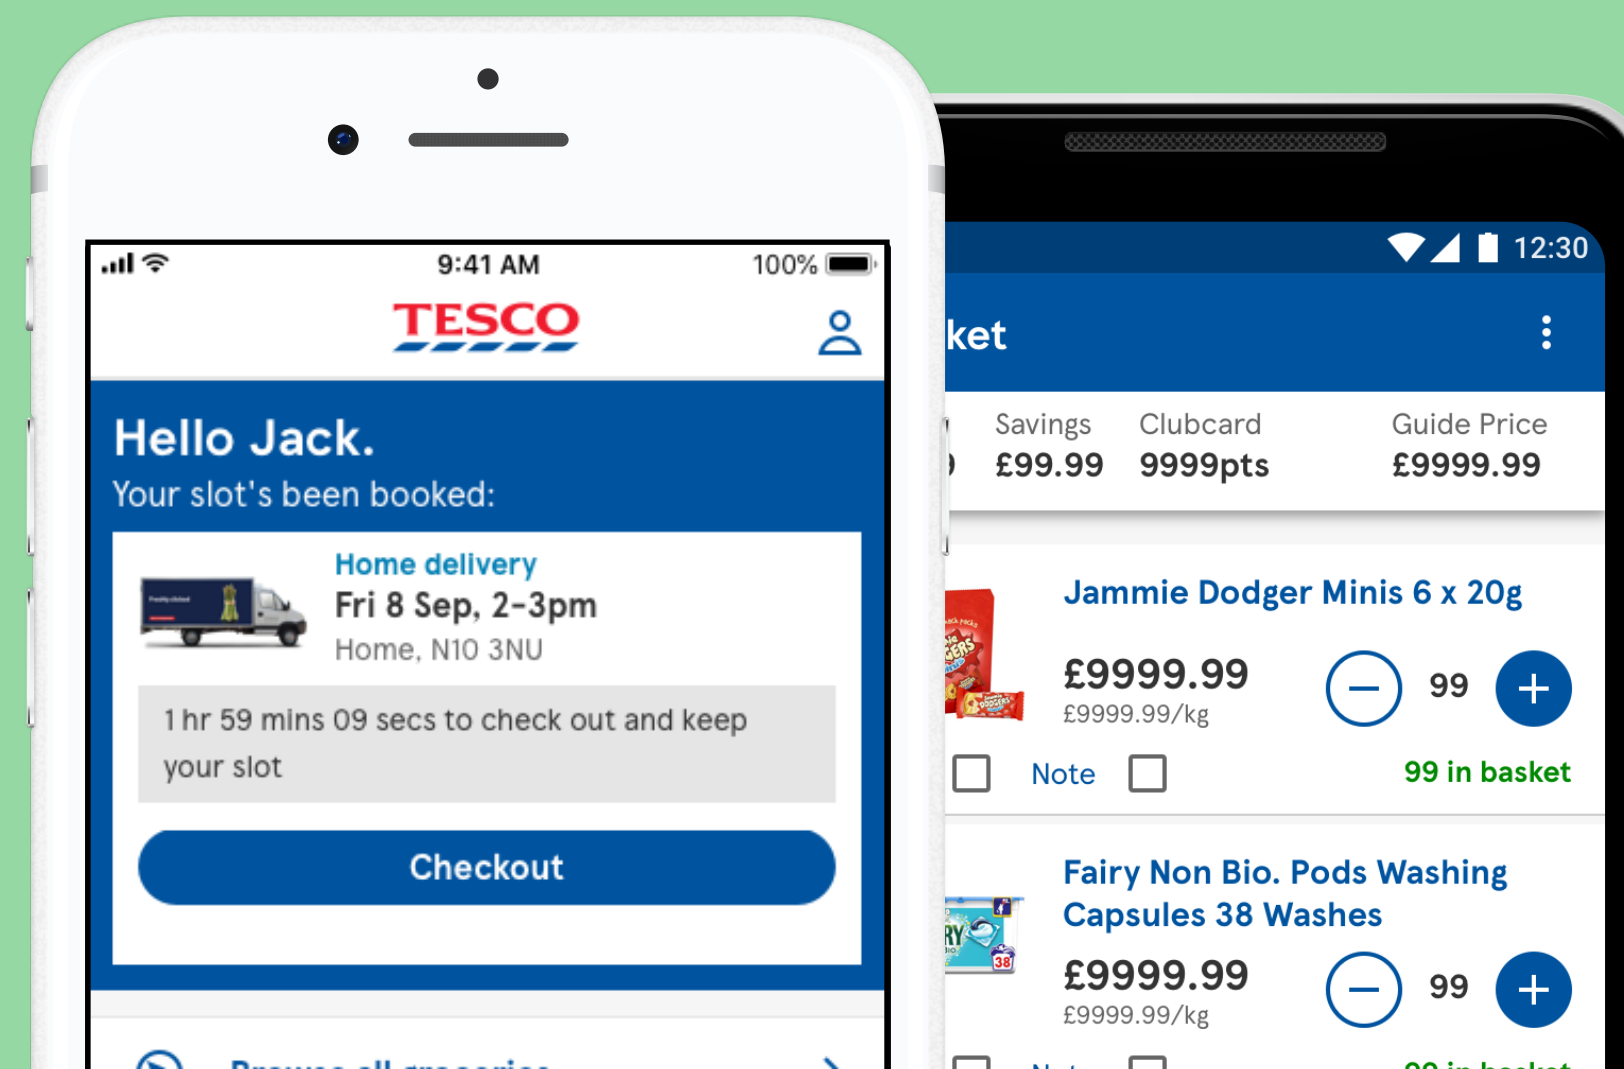 9:41 AM
100%
TESCO
Hello Jack.
Your slot's been booked:
Home delivery
Fri 8 Sep, 2-3pm
Home, N10 3NU
1 hr 59 mins 09 secs to check out and keep
your slot
Checkout
Browse all groceries
12:30
ket
Savings
Clubcard
Guide Price
£99.99
9999pts
£9999.99
Jammie Dodger Minis 6 x 20g
£9999.99
99
£9999.99/kg
Note
99 in basket
Fairy Non Bio. Pods Washing
Capsules 38 Washes
38
£9999.99
99
£9999.99/kg